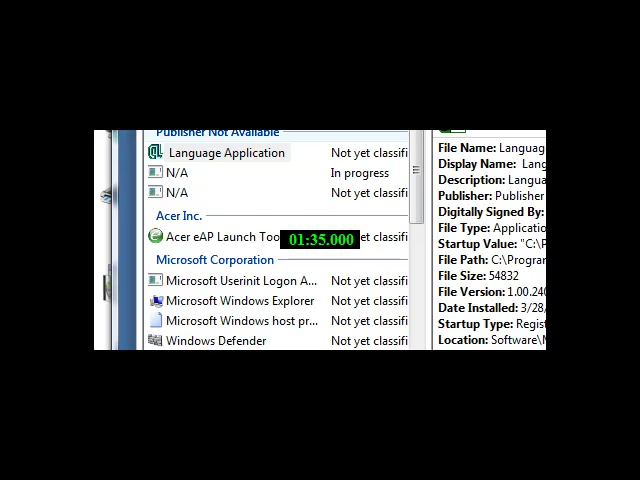 Publisher Not Available
Language Application Not yet classifi
N/A In progress
N/A Not yet classifi
Acer Inc.
Acer eAP Launch Too et classifi
01:35.000
Microsoft Corporation
Microsoft Userinit Logon A... Not yet classifi
Microsoft Windows Explorer Not yet classifi
Microsoft Windows host pr... Not yet classifi
Windows Defender Not yet classifi
File Name: Languag
Display Name: Lang
Description: Langua
Publisher: Publisher
Digitally Signed By:
File Type: Applicatio
Startup Value: "C:\P
File Path: C:\Program
File Size: 54832
File Version: 1.00.240
Date Installed: 3/28/
Startup Type: Regist
Location: Software\M